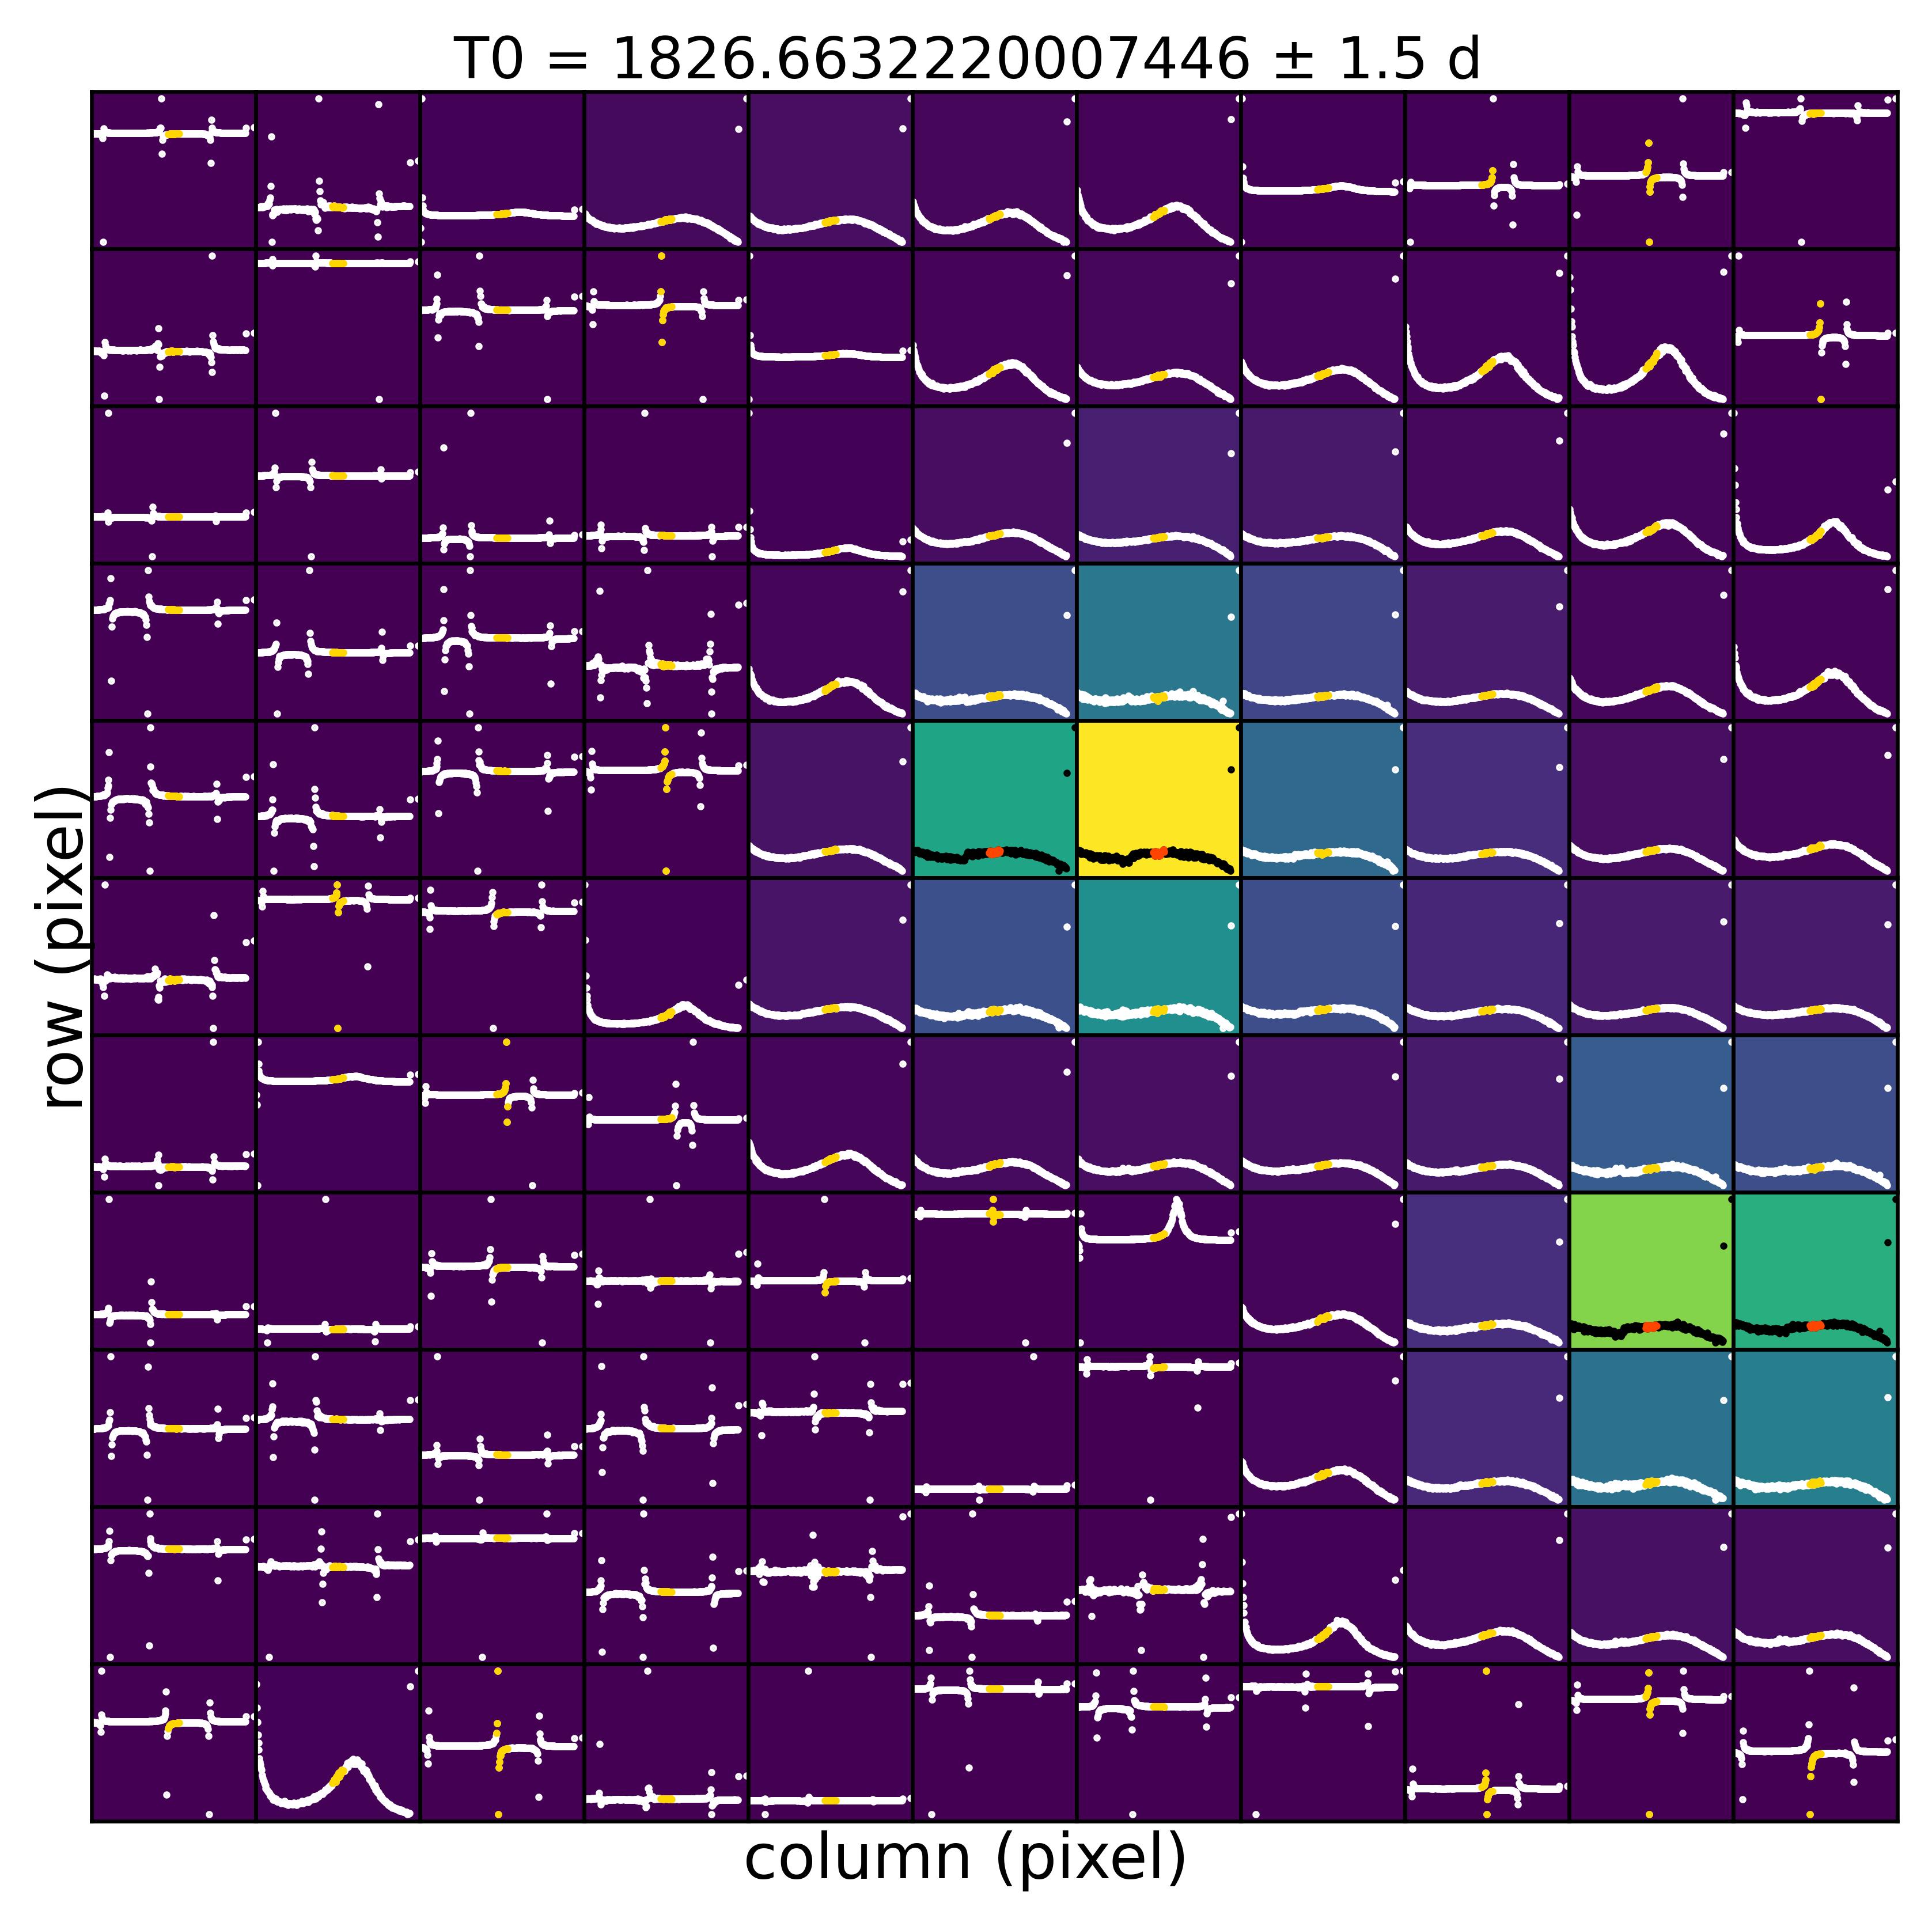 T0 = 1826.6632220007446 ± 1.5 d
row (pixel)
column (pixel)